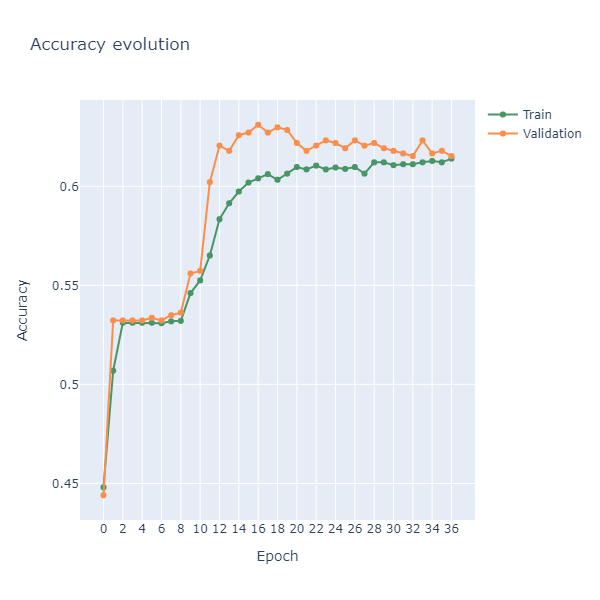 Accuracy evolution
Train
Validation
0.6
0.55
0.5
0.45
Accuracy
0 2 4 6 8 10 12 14 16 18 20 22 24 26 28 30 32 34 36
Epoch